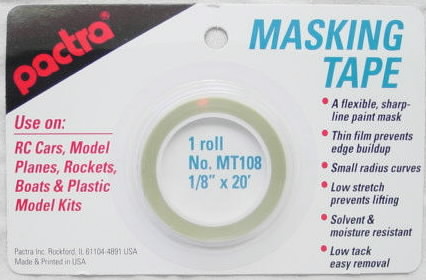 pactra®
MASKING
TAPE
Use on:
RC Cars, Model
Planes, Rockets,
Boats & Plastic
Model Kits
1 roll
No. MT108
1/8" x 20'
• A flexible, sharp-
line paint mask
• Thin film prevents
edge buildup
• Small radius curves
• Low stretch
prevents lifting
• Solvent &
moisture resistant
• Low tack
easy removal
Pactra Inc. Rockford, IL 61104-4891 USA
Made & Printed in USA